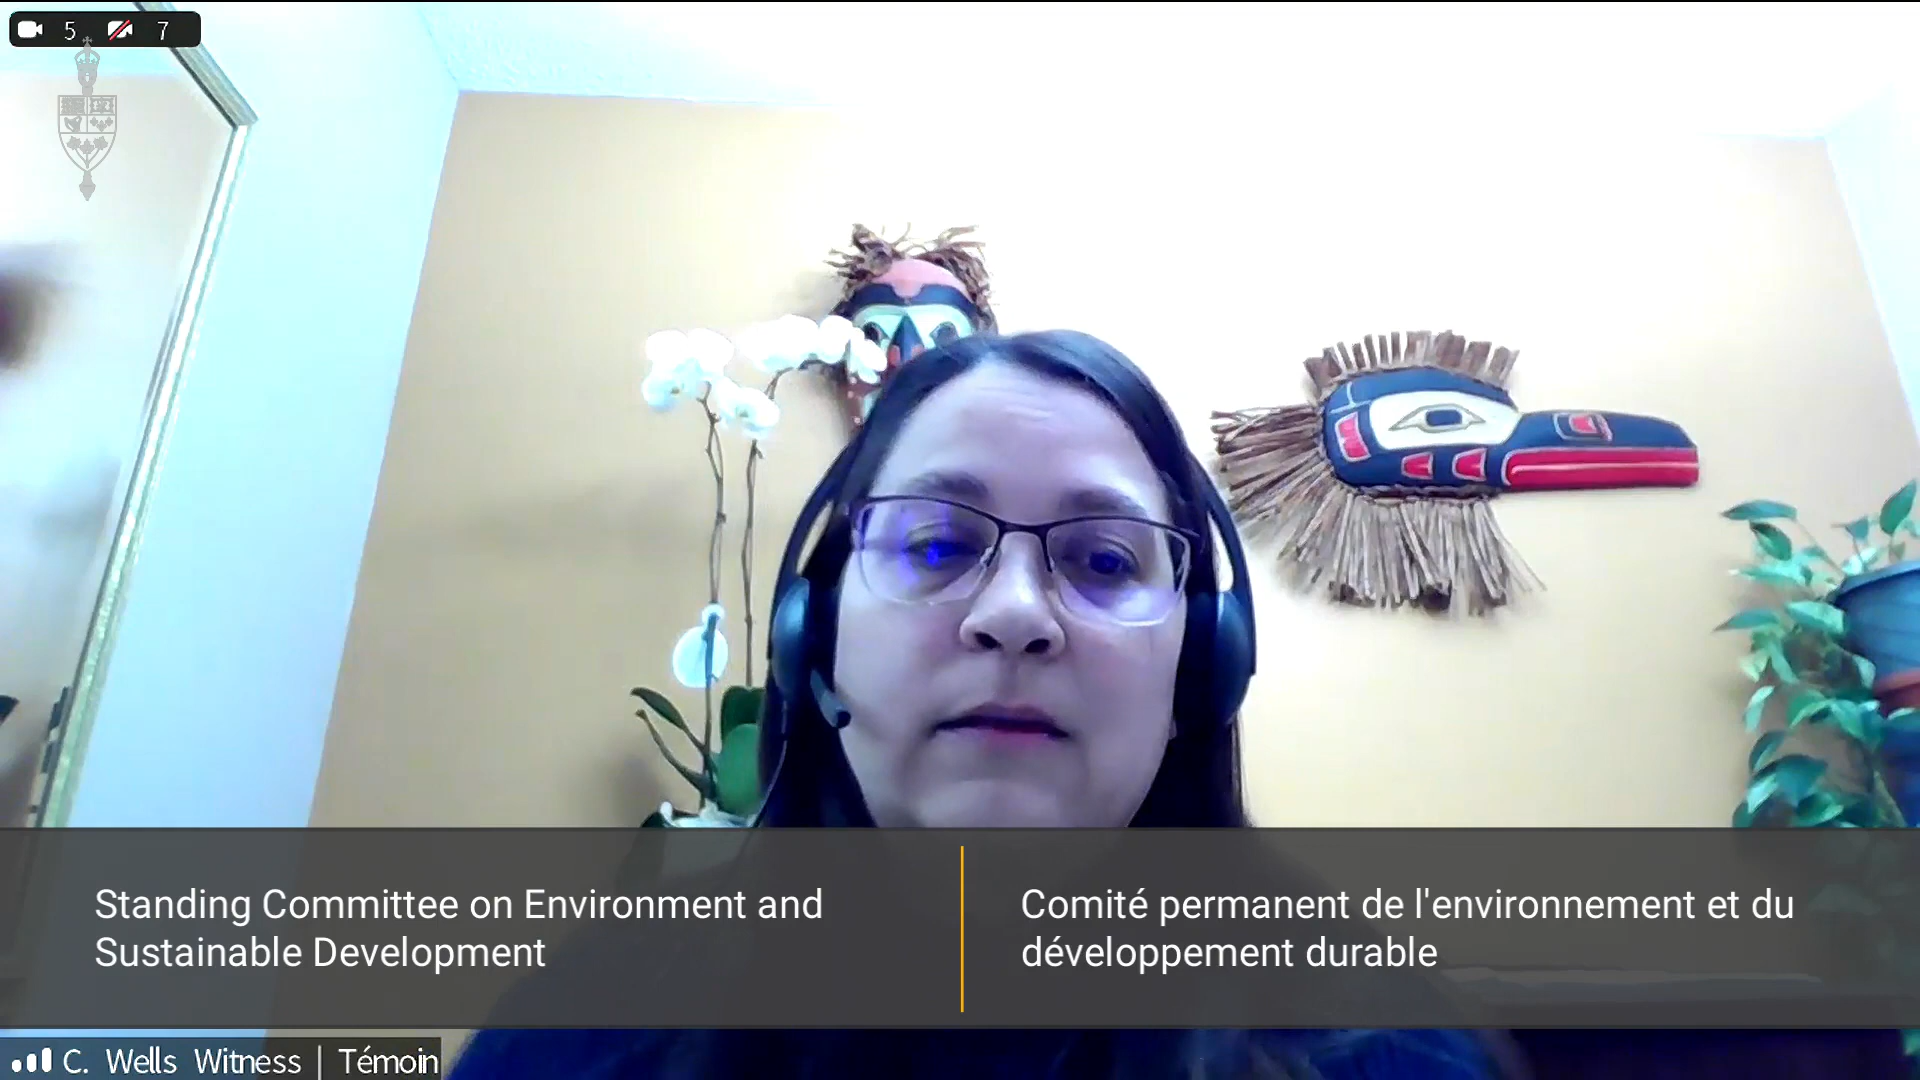 5 7
Standing Committee on Environment and
Sustainable Development
Comité permanent de l'environnement et du
développement durable
C. Wells Witness | Témoin